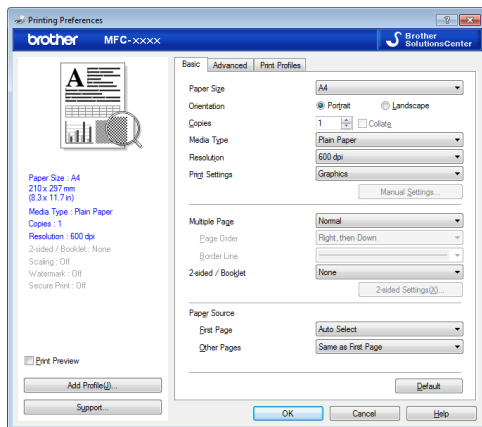 Printing Preferences
brother MFC-xxxx
Brother
SolutionsCenter
A
Paper Size : A4
210 x 297 mm
(8.3 x 11.7 in)
Media Type : Plain Paper
Copies : 1
Resolution : 600 dpi
2-sided / Booklet : None
Scaling : Off
Watermark : Off
Secure Print : Off
Print Preview
Add Profile(J)...
Support...
Basic Advanced Print Profiles
Paper Size A4
Orientation Portrait Landscape
Copies 1 Collate
Media Type Plain Paper
Resolution 600 dpi
Print Settings Graphics
Manual Settings...
Multiple Page Normal
Page Order Right, then Down
Border Line
2-sided / Booklet None
2-sided Settings(X)...
Paper Source
First Page Auto Select
Other Pages Same as First Page
Default
OK Cancel Help